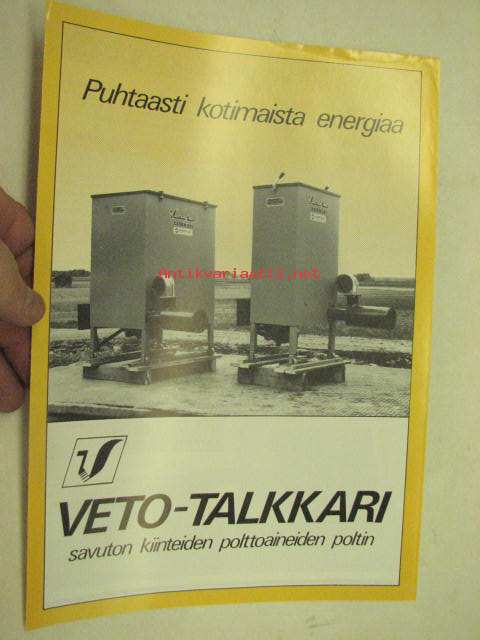 Puhtaasti kotimaista energiaa
Antikvariaatti.net
VETO-TALKKARI
savuton kiinteiden polttoaineiden poltin